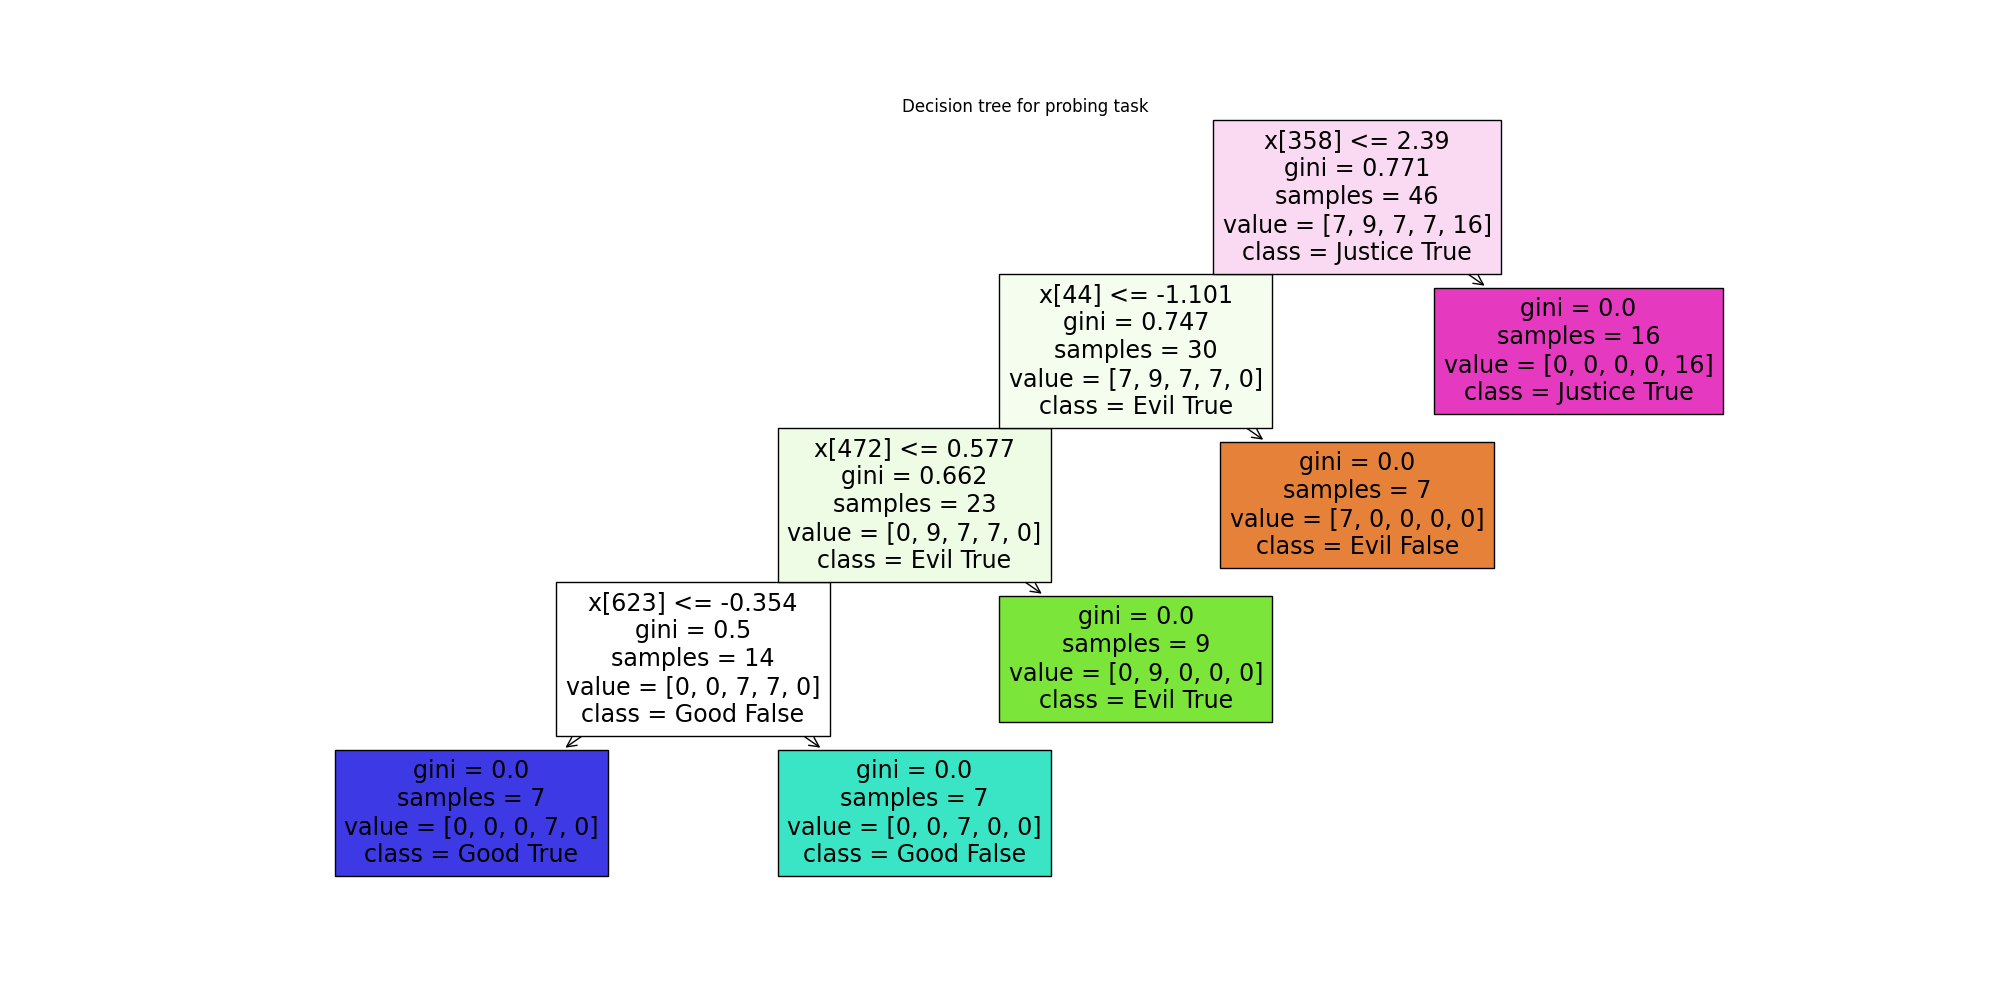 Decision tree for probing task
x[358] <= 2.39
gini = 0.771
samples = 46
value = [7, 9, 7, 7, 16]
class = Justice True
x[44] <= -1.101
gini = 0.747
samples = 30
value = [7, 9, 7, 7, 0]
class = Evil True
gini = 0.0
samples = 16
value = [0, 0, 0, 0, 16]
class = Justice True
x[472] <= 0.577
gini = 0.662
samples = 23
value = [0, 9, 7, 7, 0]
class = Evil True
gini = 0.0
samples = 7
value = [7, 0, 0, 0, 0]
class = Evil False
x[623] <= -0.354
gini = 0.5
samples = 14
value = [0, 0, 7, 7, 0]
class = Good False
gini = 0.0
samples = 9
value = [0, 9, 0, 0, 0]
class = Evil True
gini = 0.0
samples = 7
value = [0, 0, 0, 7, 0]
class = Good True
gini = 0.0
samples = 7
value = [0, 0, 7, 0, 0]
class = Good False